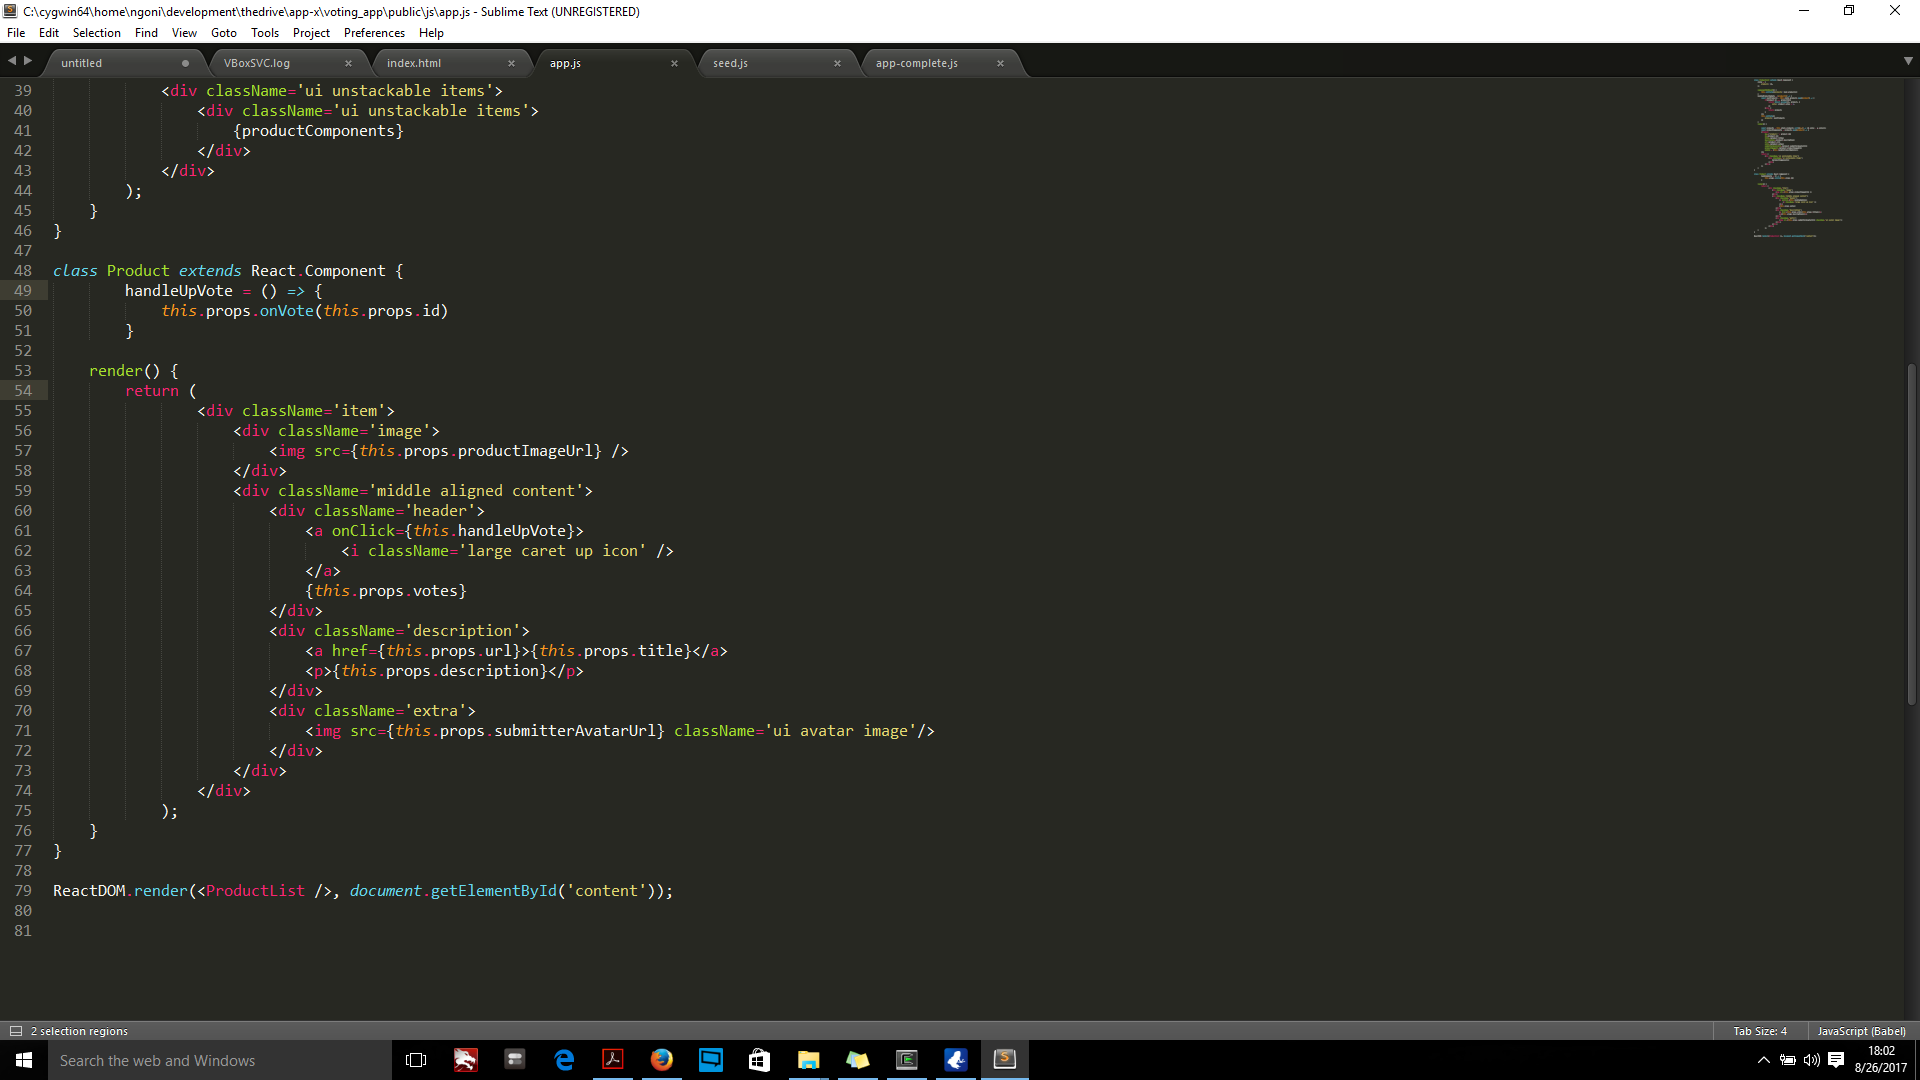 C:\cygwin64\home\ngoni\development\thedrive\app-x\voting_app\public\js\app.js - Sublime Text (UNREGISTERED)
File Edit Selection Find View Goto Tools Project Preferences Help
untitled VBoxSVC.log × index.html × app.js × seed.js × app-complete.js ×
39 <div className='ui unstackable items'>
40 <div className='ui unstackable items'>
41 {productComponents}
42 </div>
43 </div>
44 );
45 }
46 }
47
48 class Product extends React.Component {
49 handleUpVote = () => {
50 this.props.onVote(this.props.id)
51 }
52
53 render() {
54 return (
55 <div className='item'>
56 <div className='image'>
57 <img src={this.props.productImageUrl} />
58 </div>
59 <div className='middle aligned content'>
60 <div className='header'>
61 <a onClick={this.handleUpVote}>
62 <i className='large caret up icon' />
63 </a>
64 {this.props.votes}
65 </div>
66 <div className='description'>
67 <a href={this.props.url}>{this.props.title}</a>
68 <p>{this.props.description}</p>
69 </div>
70 <div className='extra'>
71 <img src={this.props.submitterAvatarUrl} className='ui avatar image'/>
72 </div>
73 </div>
74 </div>
75 );
76 }
77 }
78
79 ReactDOM.render(<ProductList />, document.getElementById('content'));
80
81
2 selection regions Tab Size: 4 JavaScript (Babel)
Search the web and Windows
18:02
8/26/2017